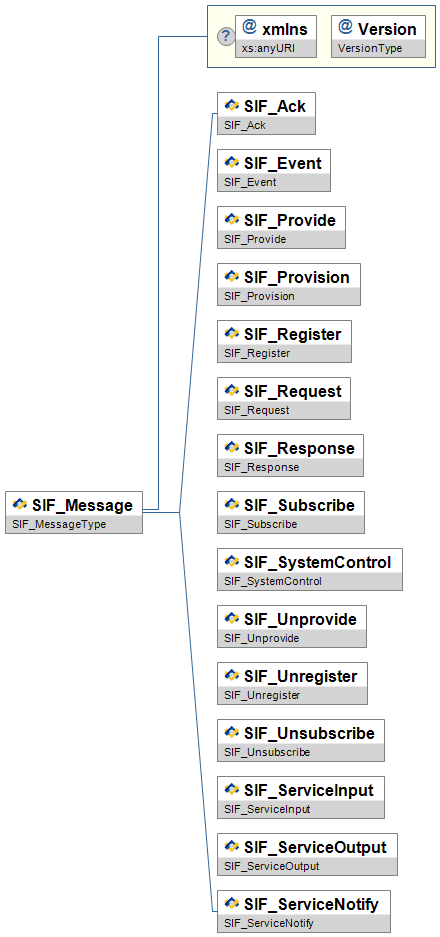 ? @ xmlns @ Version
xs:anyURI VersionType
SIF_Ack
SIF_Ack
SIF_Event
SIF_Event
SIF_Provide
SIF_Provide
SIF_Provision
SIF_Provision
SIF_Register
SIF_Register
SIF_Request
SIF_Request
SIF_Response
SIF_Response
SIF_Message
SIF_MessageType
SIF_Subscribe
SIF_Subscribe
SIF_SystemControl
SIF_SystemControl
SIF_Unprovide
SIF_Unprovide
SIF_Unregister
SIF_Unregister
SIF_Unsubscribe
SIF_Unsubscribe
SIF_ServiceInput
SIF_ServiceInput
SIF_ServiceOutput
SIF_ServiceOutput
SIF_ServiceNotify
SIF_ServiceNotify